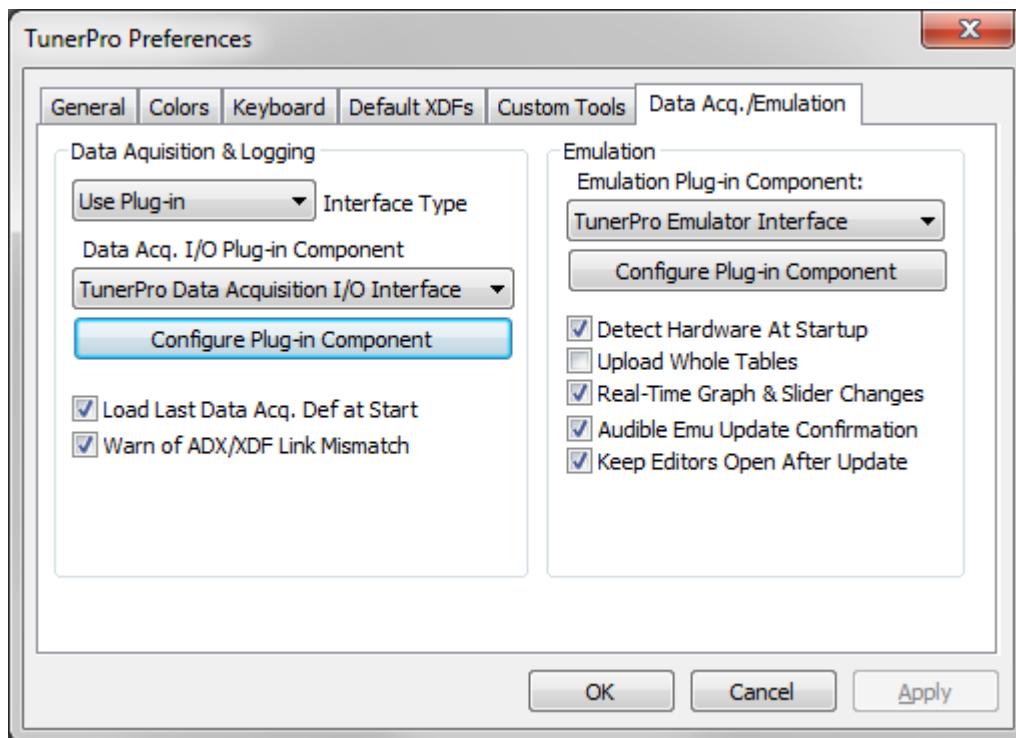 TunerPro Preferences
General Colors Keyboard Default XDFs Custom Tools Data Acq./Emulation
Data Aquisition & Logging
Use Plug-in Interface Type
Data Acq. I/O Plug-in Component
TunerPro Data Acquisition I/O Interface
Configure Plug-in Component
Load Last Data Acq. Def at Start
Warn of ADX/XDF Link Mismatch
Emulation
Emulation Plug-in Component:
TunerPro Emulator Interface
Configure Plug-in Component
Detect Hardware At Startup
Upload Whole Tables
Real-Time Graph & Slider Changes
Audible Emu Update Confirmation
Keep Editors Open After Update
OK Cancel Apply